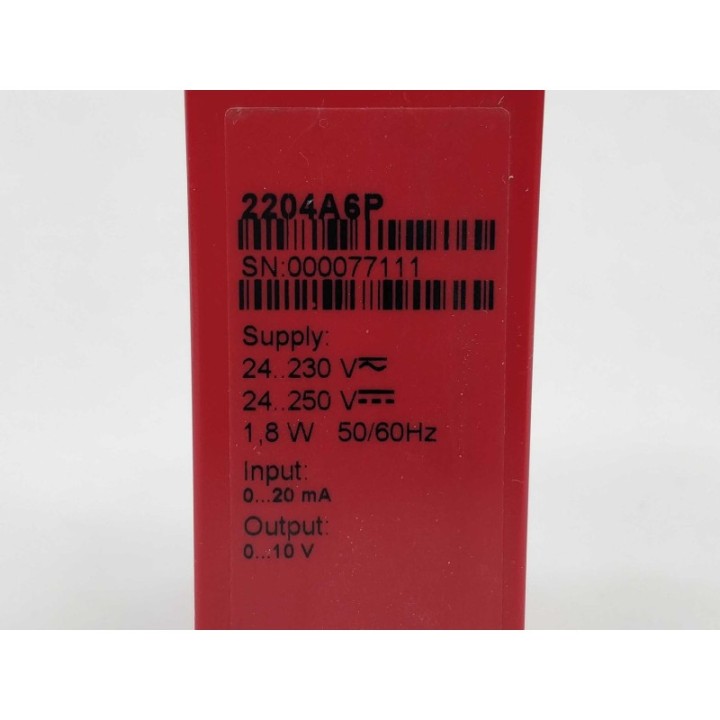 2204A6P
SN:000077111
Supply:
24..230 V
24..250 V
1,8 W 50/60Hz
Input:
0...20 mA
Output:
0...10 V